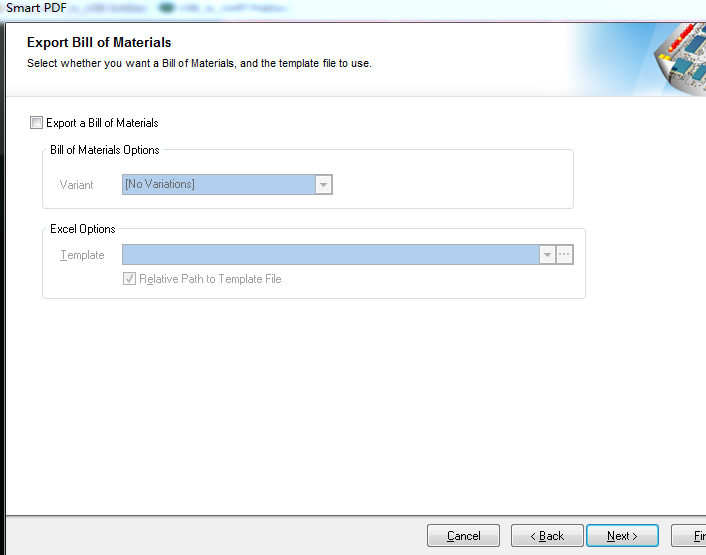 Smart PDF
Export Bill of Materials
Select whether you want a Bill of Materials, and the template file to use.
Export a Bill of Materials
Bill of Materials Options
Variant [No Variations]
Excel Options
Template ...
Relative Path to Template File
Cancel < Back Next > Fi